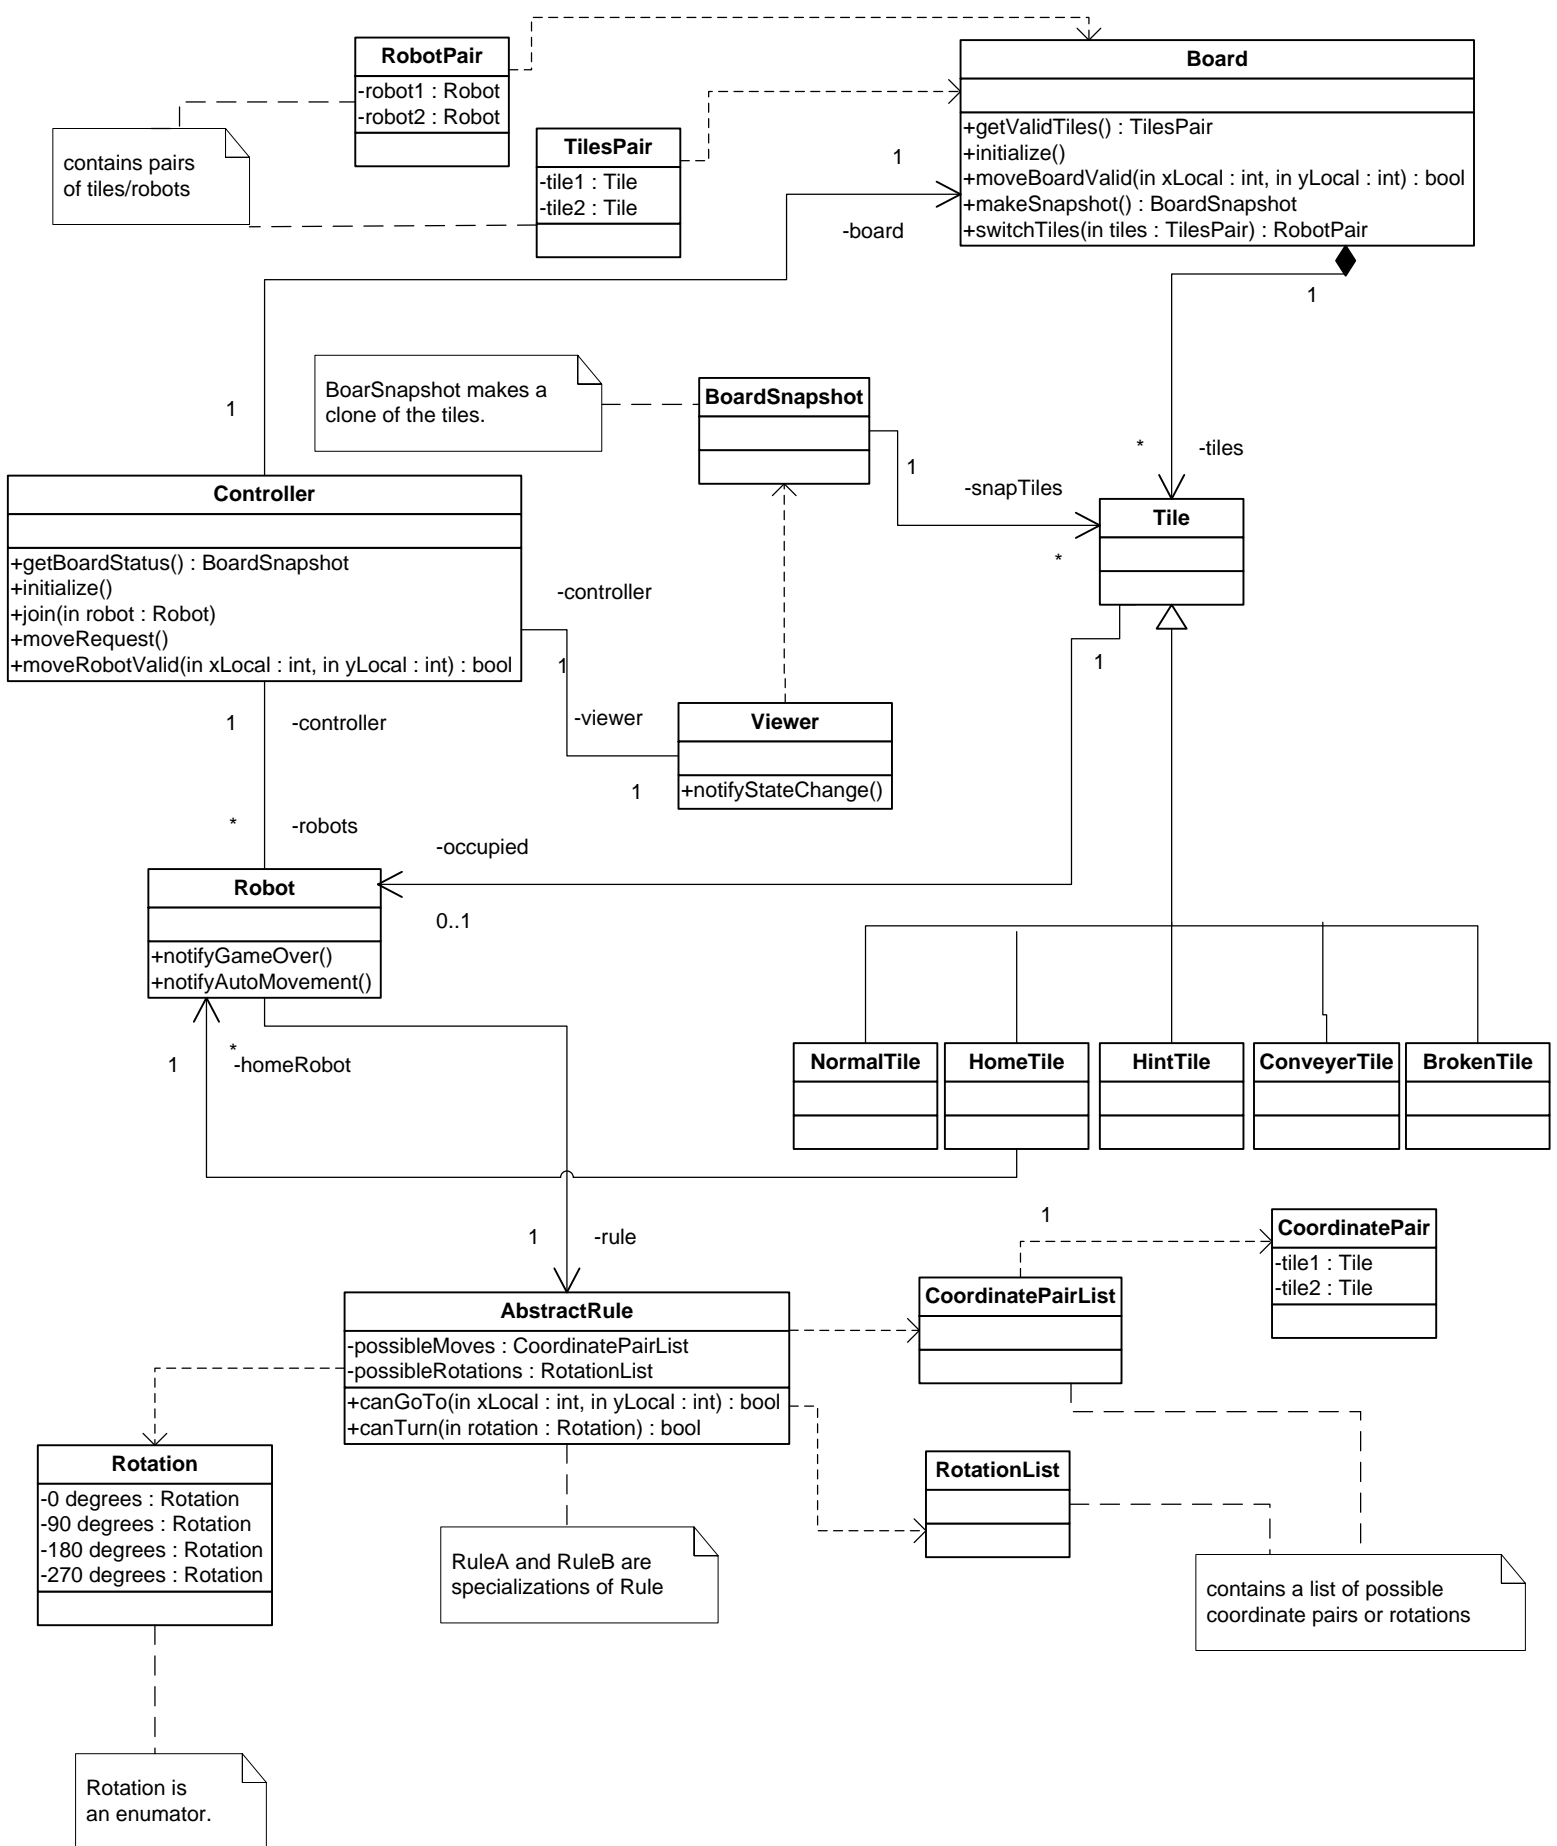 RobotPair
-robot1 : Robot
-robot2 : Robot
Board
+getValidTiles() : TilesPair
+initialize()
+moveBoardValid(in xLocal : int, in yLocal : int) : bool
+makeSnapshot() : BoardSnapshot
+switchTiles(in tiles : TilesPair) : RobotPair
contains pairs
of tiles/robots
TilesPair
-tile1 : Tile
-tile2 : Tile
1
-board
1
BoarSnapshot makes a
clone of the tiles.
BoardSnapshot
1
*
-tiles
1
-snapTiles
*
Controller
+getBoardStatus() : BoardSnapshot
+initialize()
+join(in robot : Robot)
+moveRequest()
+moveRobotValid(in xLocal : int, in yLocal : int) : bool
Tile
-controller
1
1
1
-controller
-viewer
1
Viewer
+notifyStateChange()
*
-robots
-occupied
0..1
Robot
+notifyGameOver()
+notifyAutoMovement()
1
*
-homeRobot
NormalTile
HomeTile
HintTile
ConveyerTile
BrokenTile
1
-rule
AbstractRule
-possibleMoves : CoordinatePairList
-possibleRotations : RotationList
+canGoTo(in xLocal : int, in yLocal : int) : bool
+canTurn(in rotation : Rotation) : bool
1
CoordinatePair
-tile1 : Tile
-tile2 : Tile
CoordinatePairList
Rotation
-0 degrees : Rotation
-90 degrees : Rotation
-180 degrees : Rotation
-270 degrees : Rotation
RotationList
RuleA and RuleB are
specializations of Rule
contains a list of possible
coordinate pairs or rotations
Rotation is
an enumator.